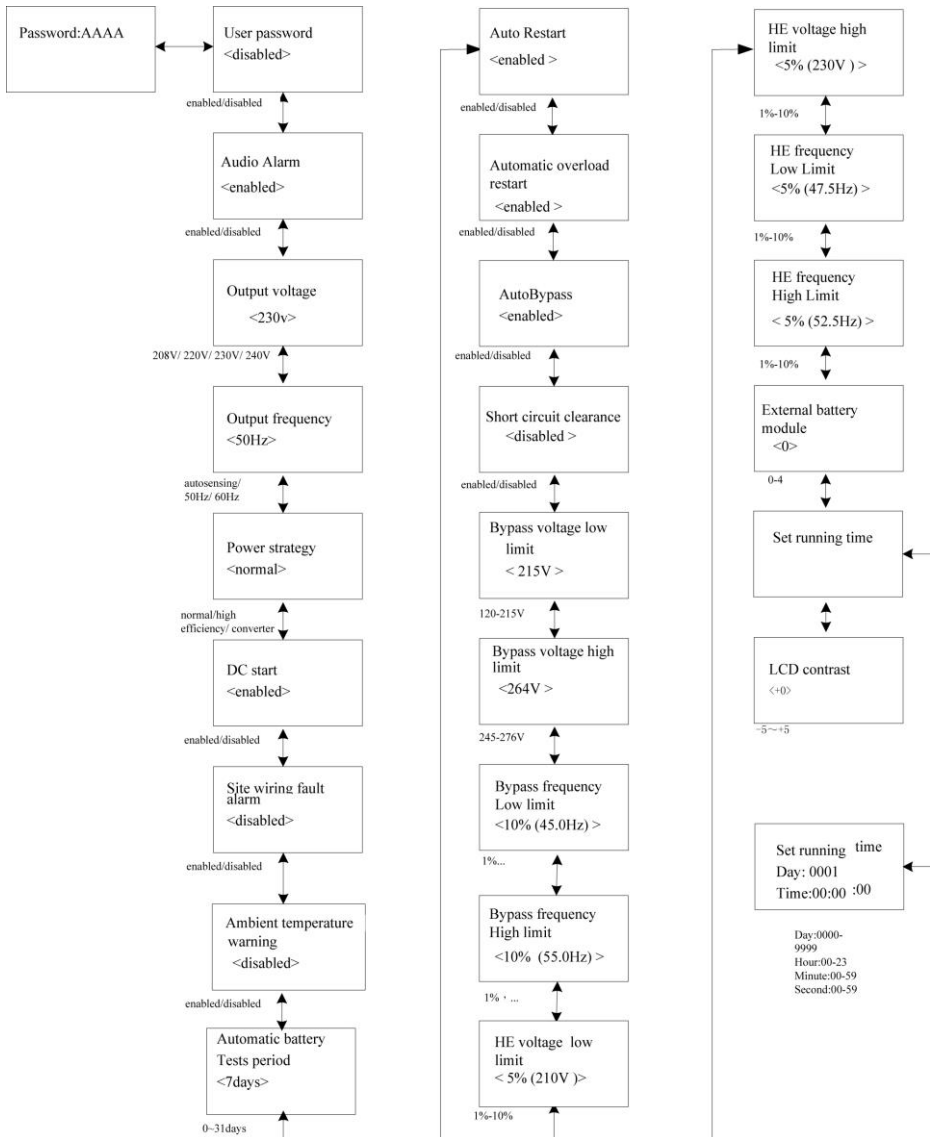 Password:AAAA
User password
<disabled>
enabled/disabled
Audio Alarm
<enabled>
enabled/disabled
Output voltage
<230v>
208V/ 220V/ 230V/ 240V
Output frequency
<50Hz>
autosensing/
50Hz/ 60Hz
Power strategy
<normal>
normal/high
efficiency/ converter
DC start
<enabled>
enabled/disabled
Site wiring fault
alarm
<disabled>
enabled/disabled
Ambient temperature
warning
<disabled>
enabled/disabled
Automatic battery
Tests period
<7days>
0~31days
Auto Restart
<enabled >
enabled/disabled
Automatic overload
restart
<enabled >
enabled/disabled
AutoBypass
<enabled>
enabled/disabled
Short circuit clearance
<disabled >
enabled/disabled
Bypass voltage low
limit
< 215V >
120-215V
Bypass voltage high
limit
<264V >
245-276V
Bypass frequency
Low limit
<10% (45.0Hz) >
1%...
Bypass frequency
High limit
<10% (55.0Hz) >
1% · ...
HE voltage low
limit
< 5% (210V )>
1%-10%
HE voltage high
limit
<5% (230V ) >
1%-10%
HE frequency
Low Limit
<5% (47.5Hz) >
1%-10%
HE frequency
High Limit
< 5% (52.5Hz) >
1%-10%
External battery
module
<0>
0-4
Set running time
LCD contrast
<+0>
-5～+5
Set running time
Day: 0001
Time:00:00 :00
Day:0000-
9999
Hour:00-23
Minute:00-59
Second:00-59